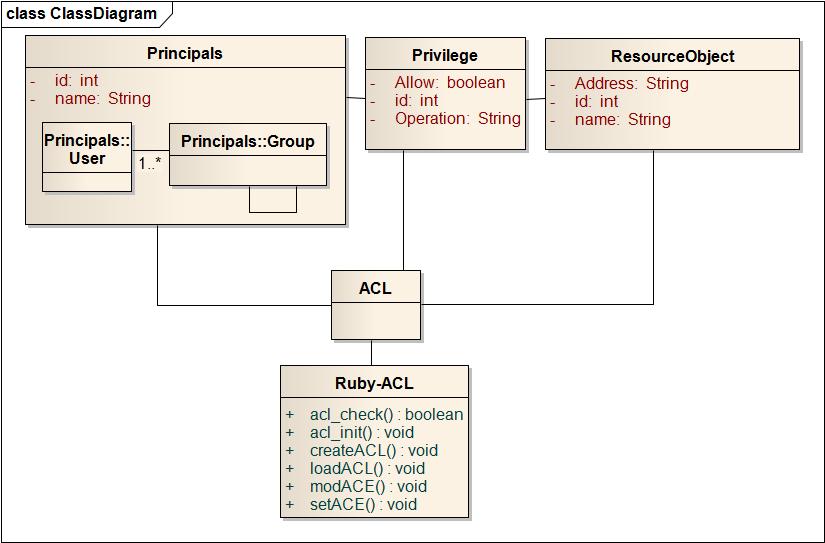 class ClassDiagram
Principals
- id: int
- name: String
Principals::
User
1..*
Principals::Group
Privilege
- Allow: boolean
- id: int
- Operation: String
ResourceObject
- Address: String
- id: int
- name: String
ACL
Ruby-ACL
+ acl_check() : boolean
+ acl_init() : void
+ createACL() : void
+ loadACL() : void
+ modACE() : void
+ setACE() : void